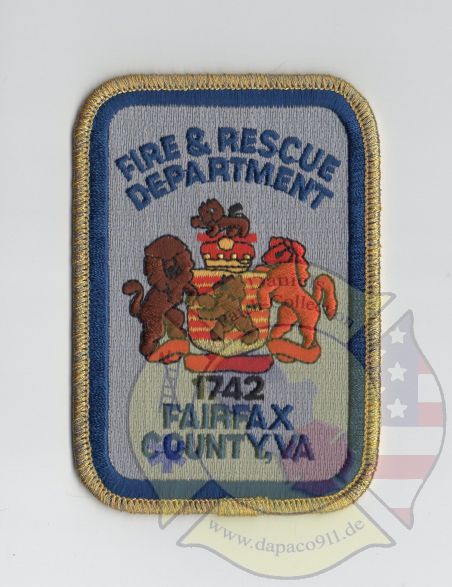 FIRE & RESCUE
DEPARTMENT
1742
FAIRFAX
COUNTY, VA
www.dapaco911.de